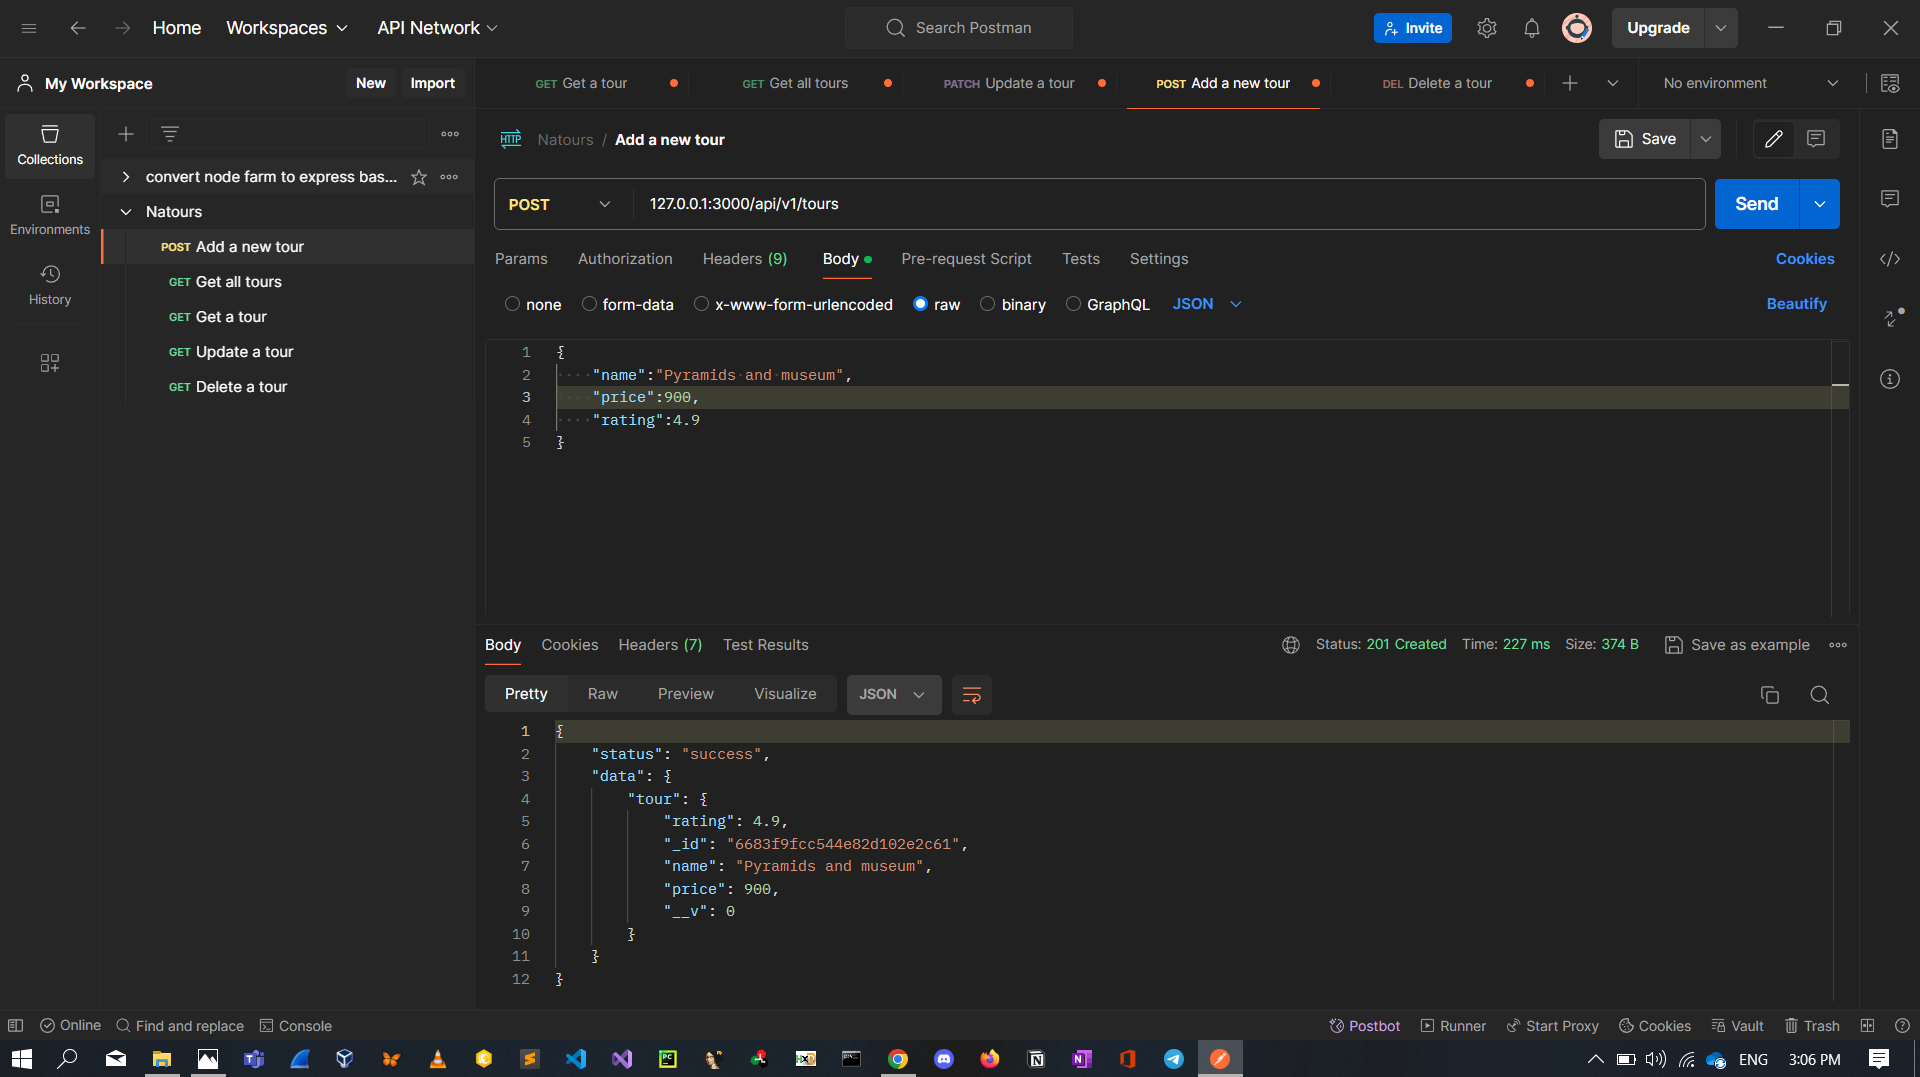 Home Workspaces API Network Search Postman Invite Upgrade
My Workspace New Import GET Get a tour GET Get all tours PATCH Update a tour POST Add a new tour DEL Delete a tour No environment
Collections
Environments
History
convert node farm to express bas...
Natours
POST Add a new tour
GET Get all tours
GET Get a tour
GET Update a tour
GET Delete a tour
HTTP Natours / Add a new tour Save
POST 127.0.0.1:3000/api/v1/tours Send
Params Authorization Headers (9) Body Pre-request Script Tests Settings Cookies
none form-data x-www-form-urlencoded raw binary GraphQL JSON Beautify
1 {
2 "name":"Pyramids and museum",
3 "price":900,
4 "rating":4.9
5 }
Body Cookies Headers (7) Test Results Status: 201 Created Time: 227 ms Size: 374 B Save as example
Pretty Raw Preview Visualize JSON
1 {
2 "status": "success",
3 "data": {
4 "tour": {
5 "rating": 4.9,
6 "_id": "6683f9fcc544e82d102e2c61",
7 "name": "Pyramids and museum",
8 "price": 900,
9 "__v": 0
10 }
11 }
12 }
Online Find and replace Console Postbot Runner Start Proxy Cookies Vault Trash
ENG 3:06 PM